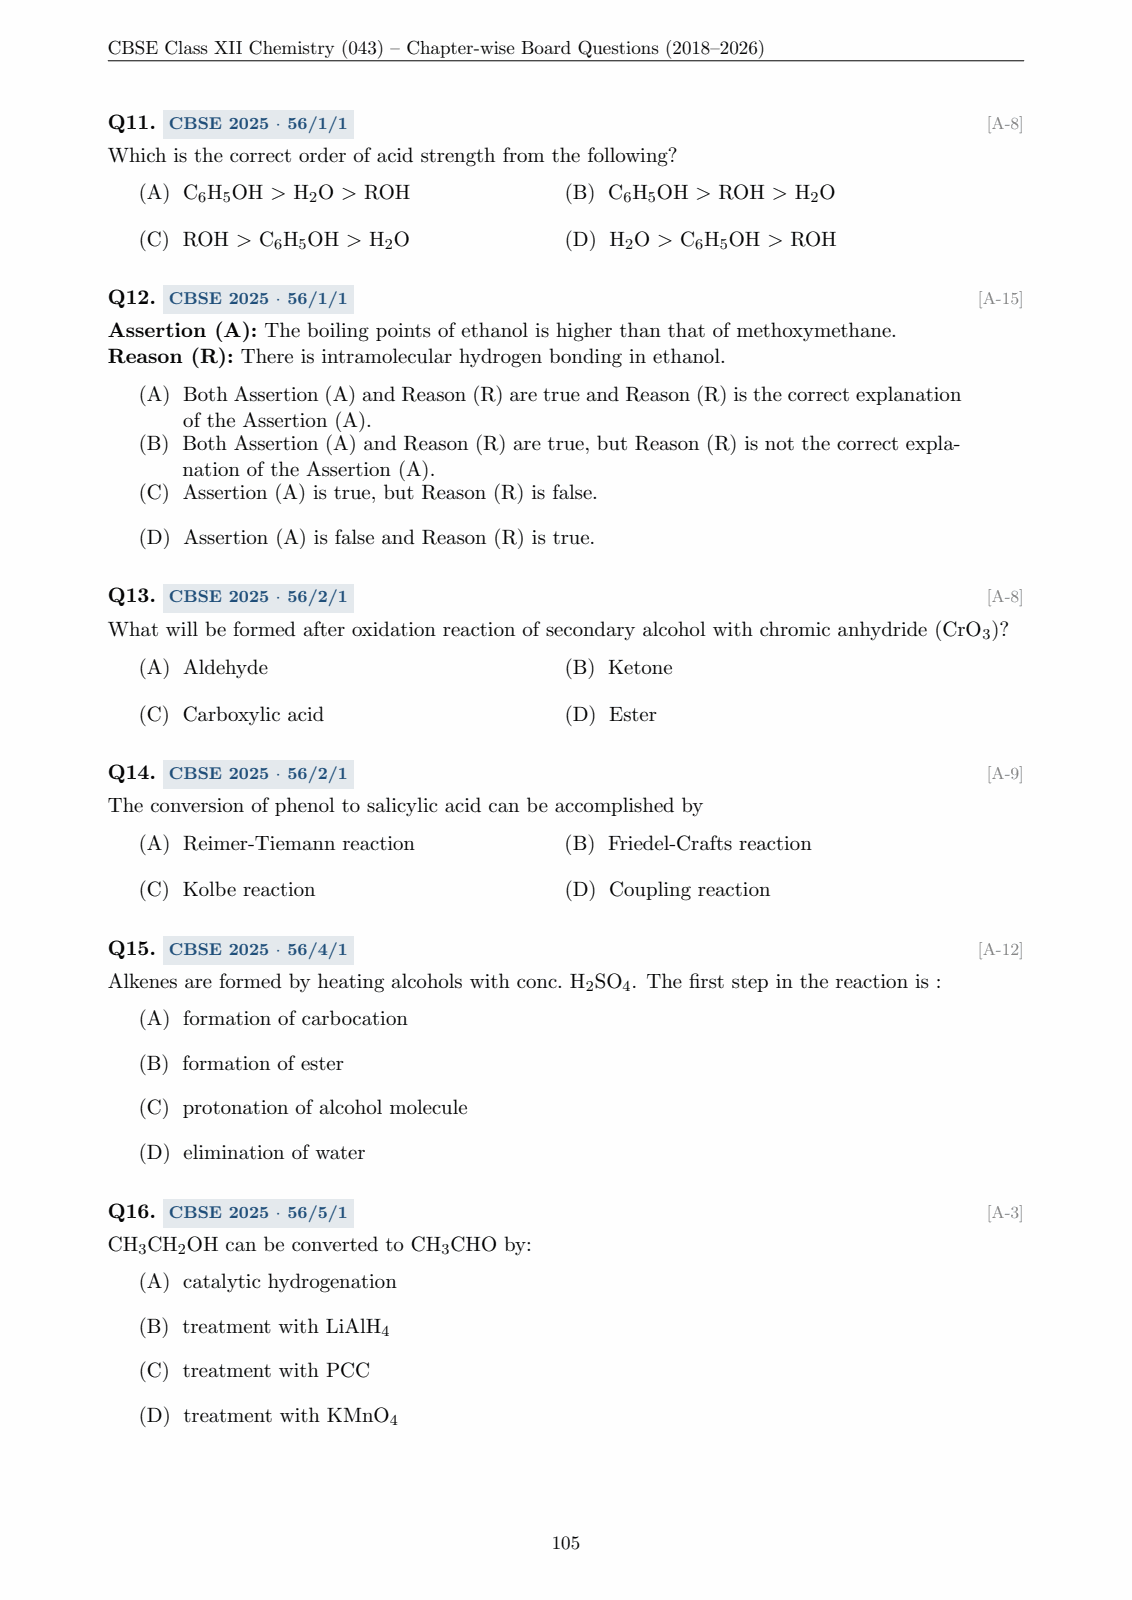 CBSE Class XII Chemistry (043) – Chapter-wise Board Questions (2018–2026)
Q11. CBSE 2025 · 56/1/1 [A-8]
Which is the correct order of acid strength from the following?
(A) C₆H₅OH > H₂O > ROH (B) C₆H₅OH > ROH > H₂O
(C) ROH > C₆H₅OH > H₂O (D) H₂O > C₆H₅OH > ROH
Q12. CBSE 2025 · 56/1/1 [A-15]
Assertion (A): The boiling points of ethanol is higher than that of methoxymethane.
Reason (R): There is intramolecular hydrogen bonding in ethanol.
(A) Both Assertion (A) and Reason (R) are true and Reason (R) is the correct explanation
of the Assertion (A).
(B) Both Assertion (A) and Reason (R) are true, but Reason (R) is not the correct expla-
nation of the Assertion (A).
(C) Assertion (A) is true, but Reason (R) is false.
(D) Assertion (A) is false and Reason (R) is true.
Q13. CBSE 2025 · 56/2/1 [A-8]
What will be formed after oxidation reaction of secondary alcohol with chromic anhydride (CrO₃)?
(A) Aldehyde (B) Ketone
(C) Carboxylic acid (D) Ester
Q14. CBSE 2025 · 56/2/1 [A-9]
The conversion of phenol to salicylic acid can be accomplished by
(A) Reimer-Tiemann reaction (B) Friedel-Crafts reaction
(C) Kolbe reaction (D) Coupling reaction
Q15. CBSE 2025 · 56/4/1 [A-12]
Alkenes are formed by heating alcohols with conc. H₂SO₄. The first step in the reaction is :
(A) formation of carbocation
(B) formation of ester
(C) protonation of alcohol molecule
(D) elimination of water
Q16. CBSE 2025 · 56/5/1 [A-3]
CH₃CH₂OH can be converted to CH₃CHO by:
(A) catalytic hydrogenation
(B) treatment with LiAlH₄
(C) treatment with PCC
(D) treatment with KMnO₄
105